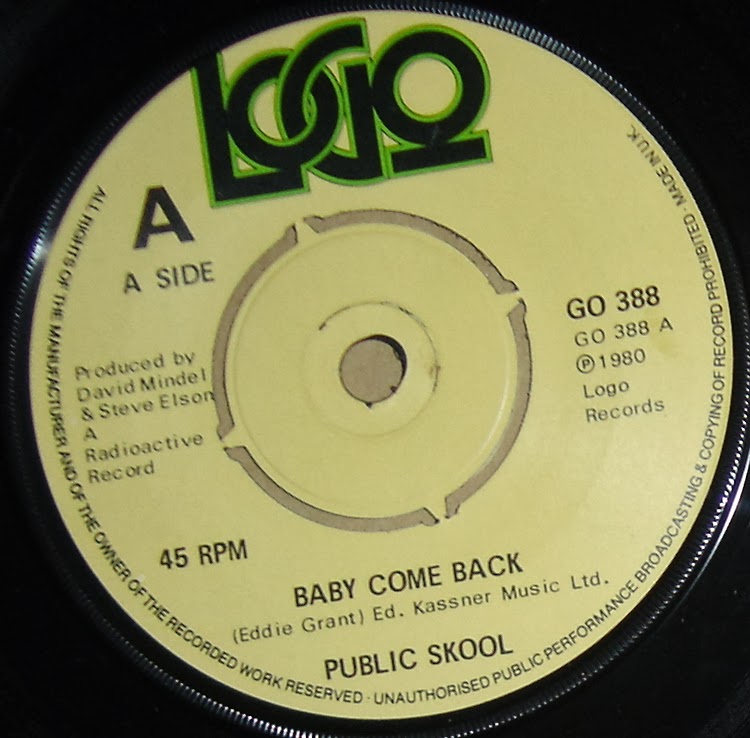 LOGO
A
A SIDE
GO 388
GO 388 A
Ⓟ1980
Logo
Records
Produced by
David Mindel
& Steve Elson
A
Radioactive
Record
45 RPM
BABY COME BACK
(Eddie Grant) Ed. Kassner Music Ltd.
PUBLIC SKOOL
ALL RIGHTS OF THE MANUFACTURER AND OF THE OWNER OF THE RECORDED WORK RESERVED · UNAUTHORISED PUBLIC PERFORMANCE BROADCASTING & COPYING OF RECORD PROHIBITED · MADE IN U.K.